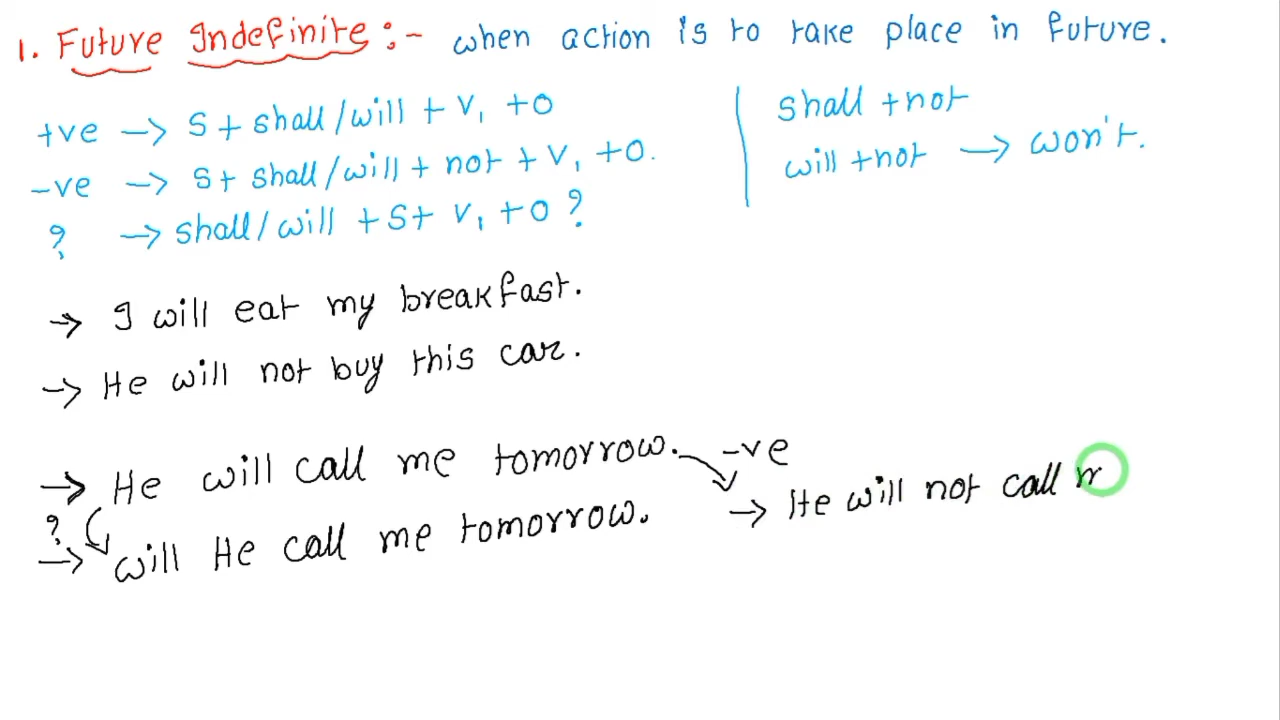 1. Future Indefinite :- when action is to take place in future.
+ve → S + shall/will + V₁ + O
-ve → S + shall/will + not + V₁ + O.
? → shall/will + S + V₁ + O ?
shall + not
will + not → won't.
→ I will eat my breakfast.
→ He will not buy this car.
→ He will call me tomorrow. -ve
→ He will not call m
? → will He call me tomorrow.